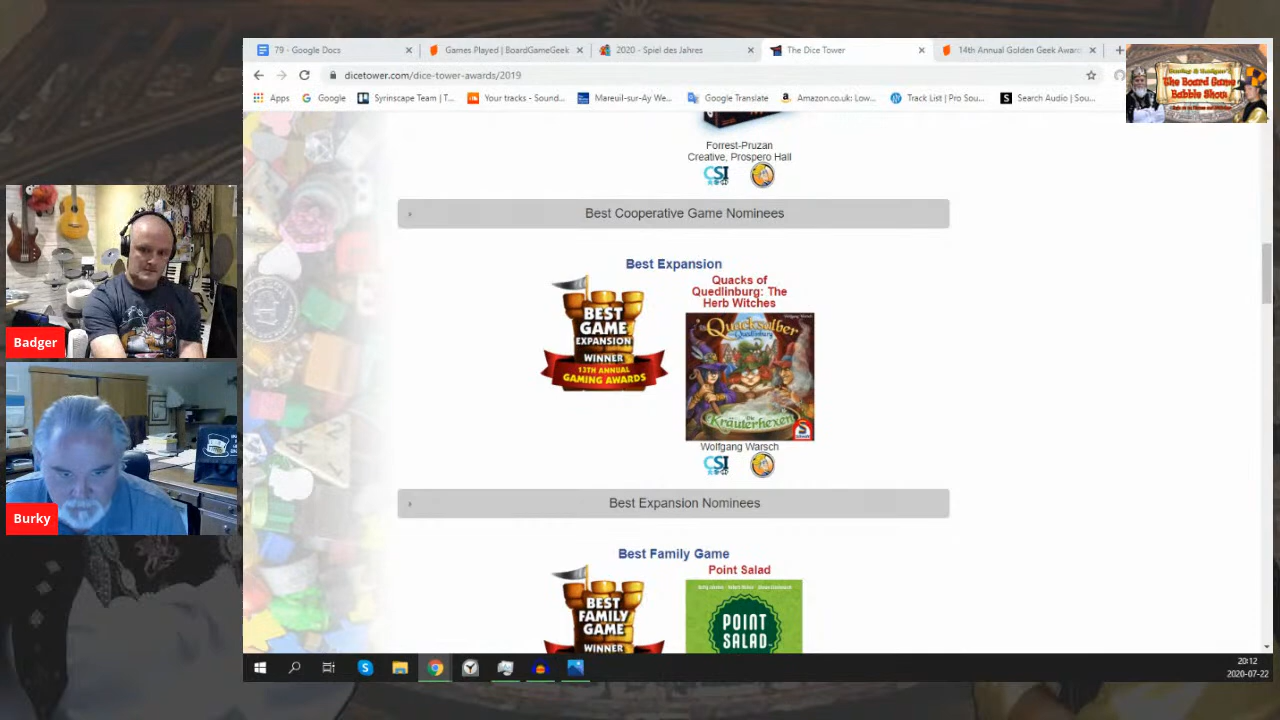 79 - Google Docs
Games Played | BoardGameGeek
2020 - Spiel des Jahres
The Dice Tower
14th Annual Golden Geek Awar
dicetower.com/dice-tower-awards/2019
Apps
Google
Syrinscape Team | T...
Your tracks - Sound...
Mareuil-sur-Ay We...
Google Translate
Amazon.co.uk: Low...
Track List | Pro Sou...
Search Audio | Sou...
The Board Game
Babble Show
Forrest-Pruzan
Creative, Prospero Hall
CSI
Best Cooperative Game Nominees
Best Expansion
BEST
GAME
EXPANSION
WINNER
13TH ANNUAL
GAMING AWARDS
Quacks of
Quedlinburg: The
Herb Witches
Quacksalber
Quedlinburg
Die
Kräuterhexen
Wolfgang Warsch
CSI
Best Expansion Nominees
Best Family Game
BEST
FAMILY
GAME
WINNER
Point Salad
POINT
SALAD
Badger
Burky
20:12
2020-07-22